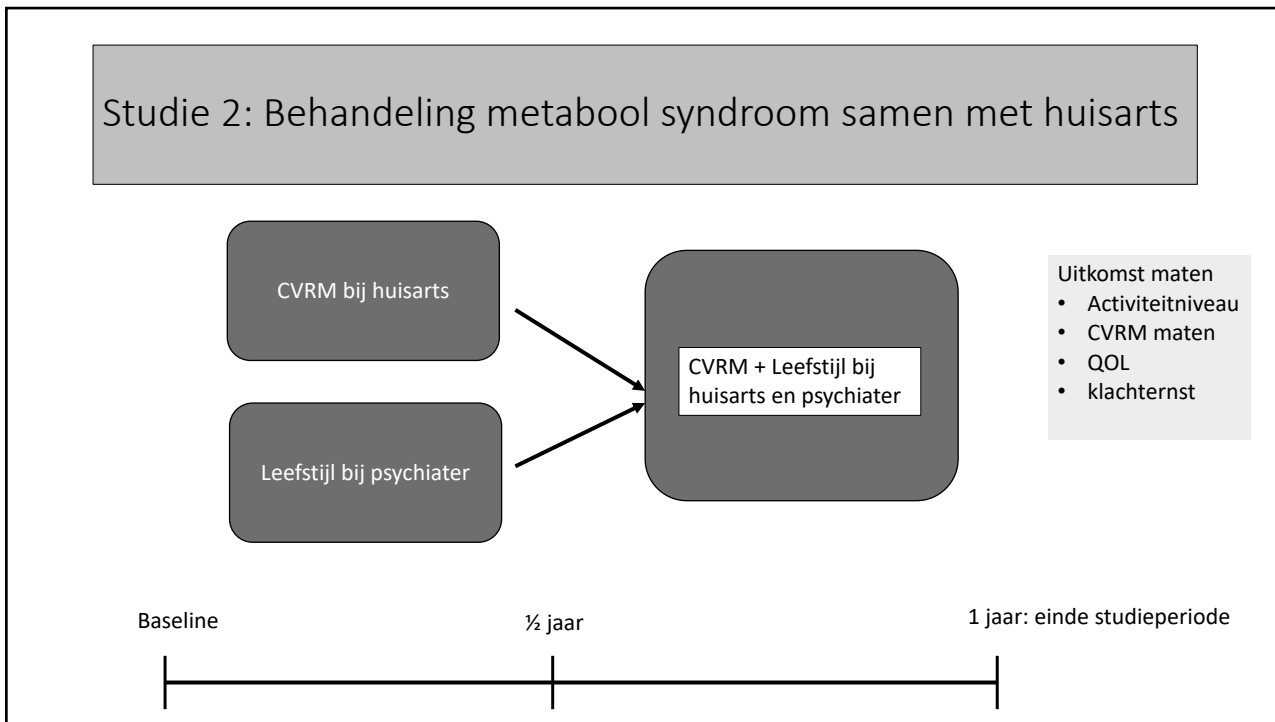 Studie 2: Behandeling metabool syndroom samen met huisarts
CVRM bij huisarts
Leefstijl bij psychiater
CVRM + Leefstijl bij
huisarts en psychiater
Uitkomst maten
• Activiteitniveau
• CVRM maten
• QOL
• klachternst
Baseline
½ jaar
1 jaar: einde studieperiode